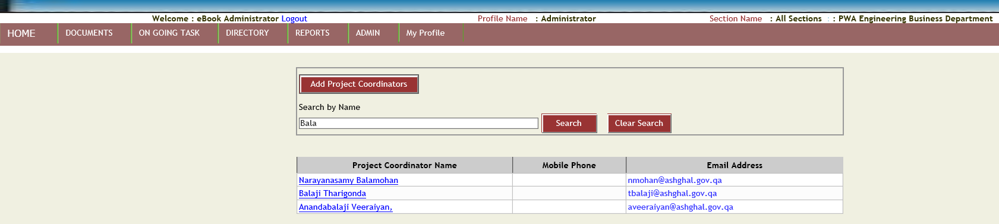 Welcome : eBook Administrator Logout Profile Name : Administrator Section Name : All Sections : : PWA Engineering Business Department
HOME DOCUMENTS ON GOING TASK DIRECTORY REPORTS ADMIN My Profile
Add Project Coordinators
Search by Name
Bala Search Clear Search
Project Coordinator Name Mobile Phone Email Address
Narayanasamy Balamohan nmohan@ashghal.gov.qa
Balaji Tharigonda tbalaji@ashghal.gov.qa
Anandabalaji Veeraiyan, aveeraiyan@ashghal.gov.qa